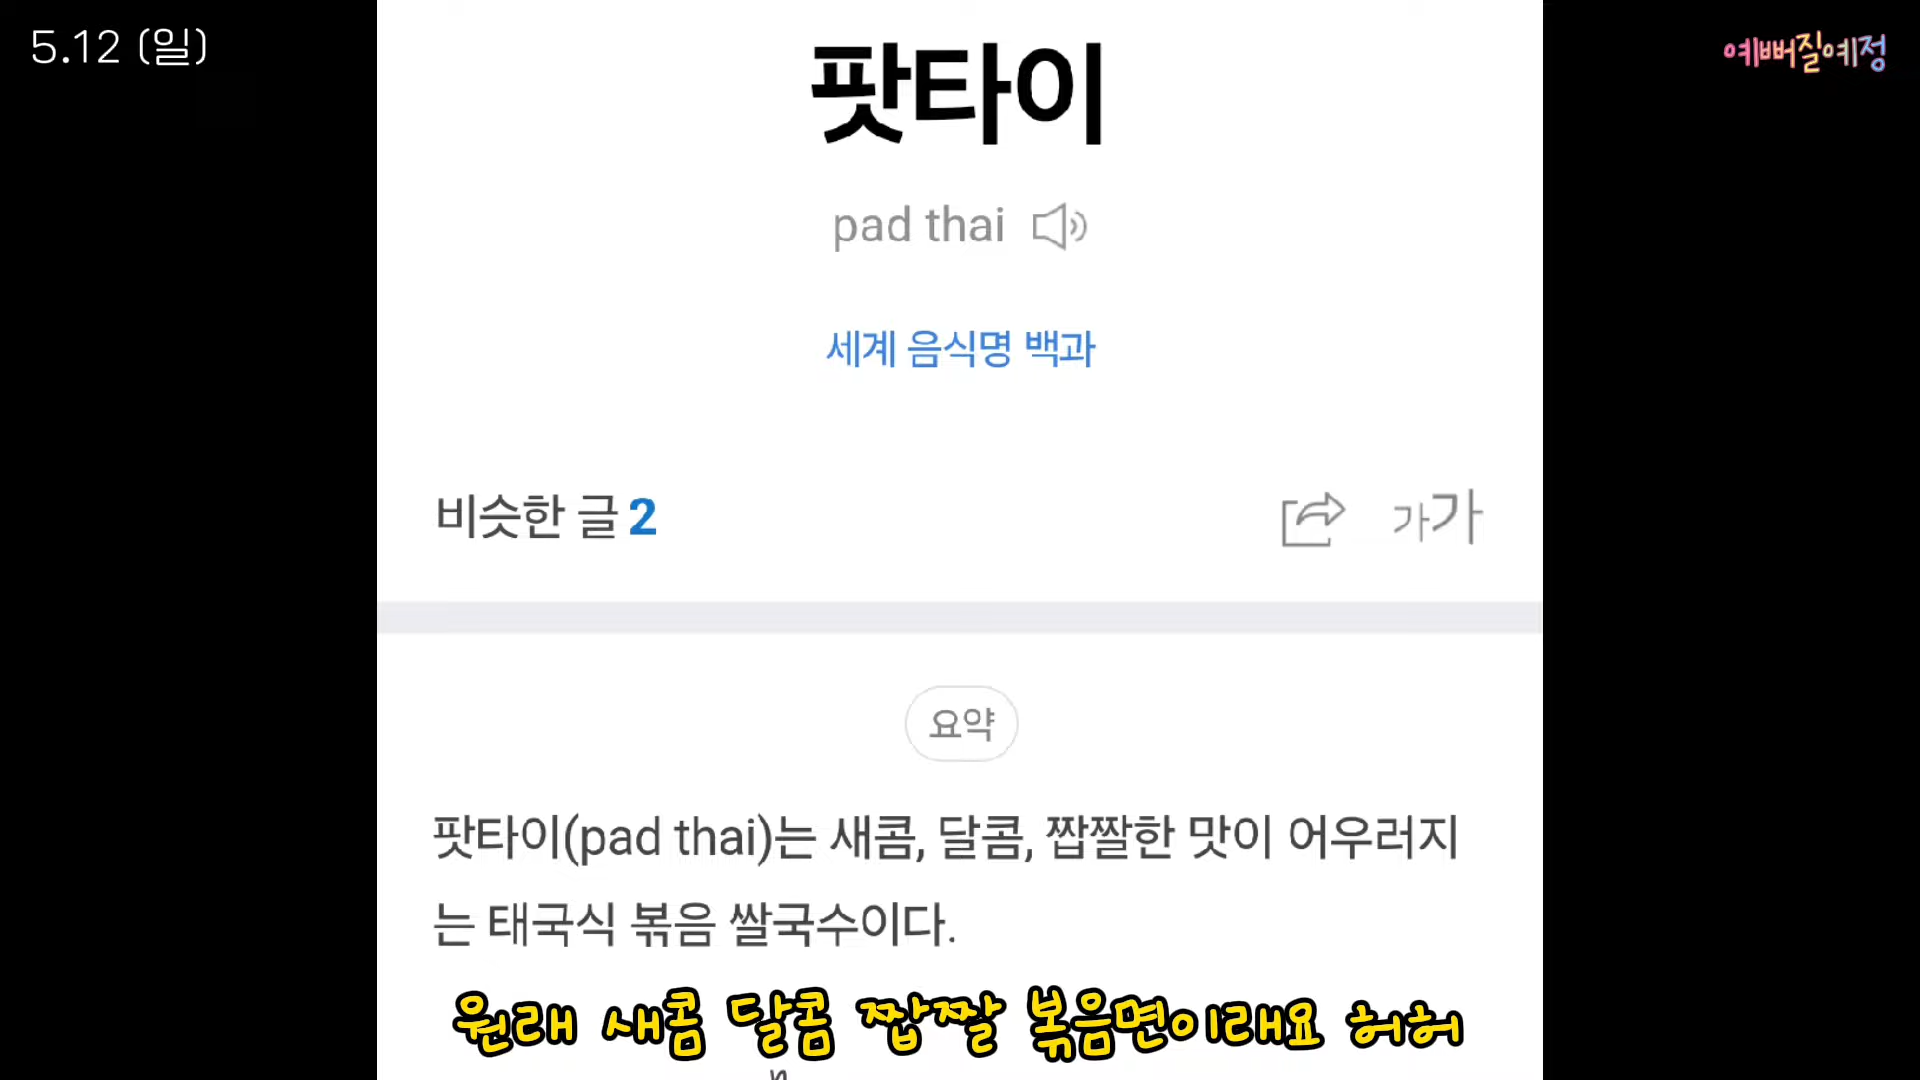 5.12 (일)
예뻐질예정
팟타이
pad thai
세계 음식명 백과
비슷한 글 2
가가
요약
팟타이(pad thai)는 새콤, 달콤, 짭짤한 맛이 어우러지
는 태국식 볶음 쌀국수이다.
원래 새콤 달콤 짭짤 볶음면이래요 허허